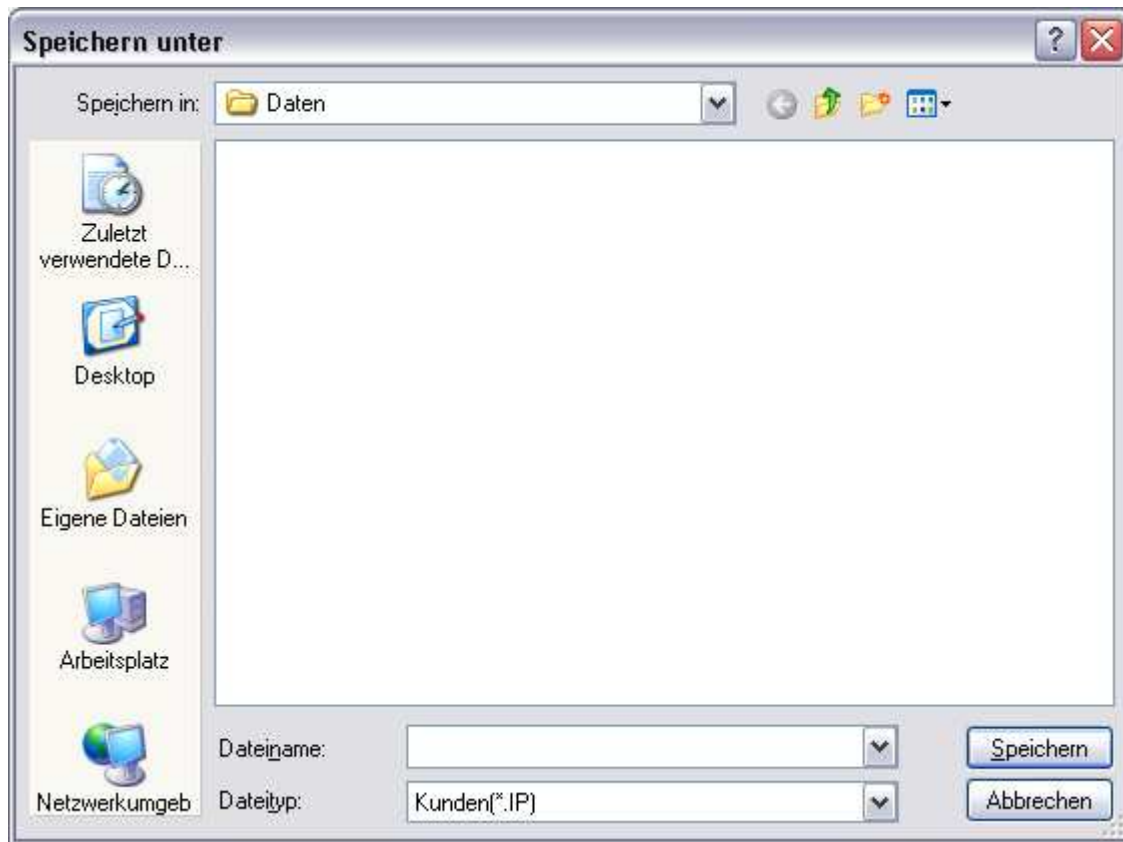 Speichern unter
Speichern in:
Daten
Zuletzt
verwendete D...
Desktop
Eigene Dateien
Arbeitsplatz
Netzwerkumgeb
Dateiname:
Speichern
Dateityp:
Kunden(*.IP)
Abbrechen